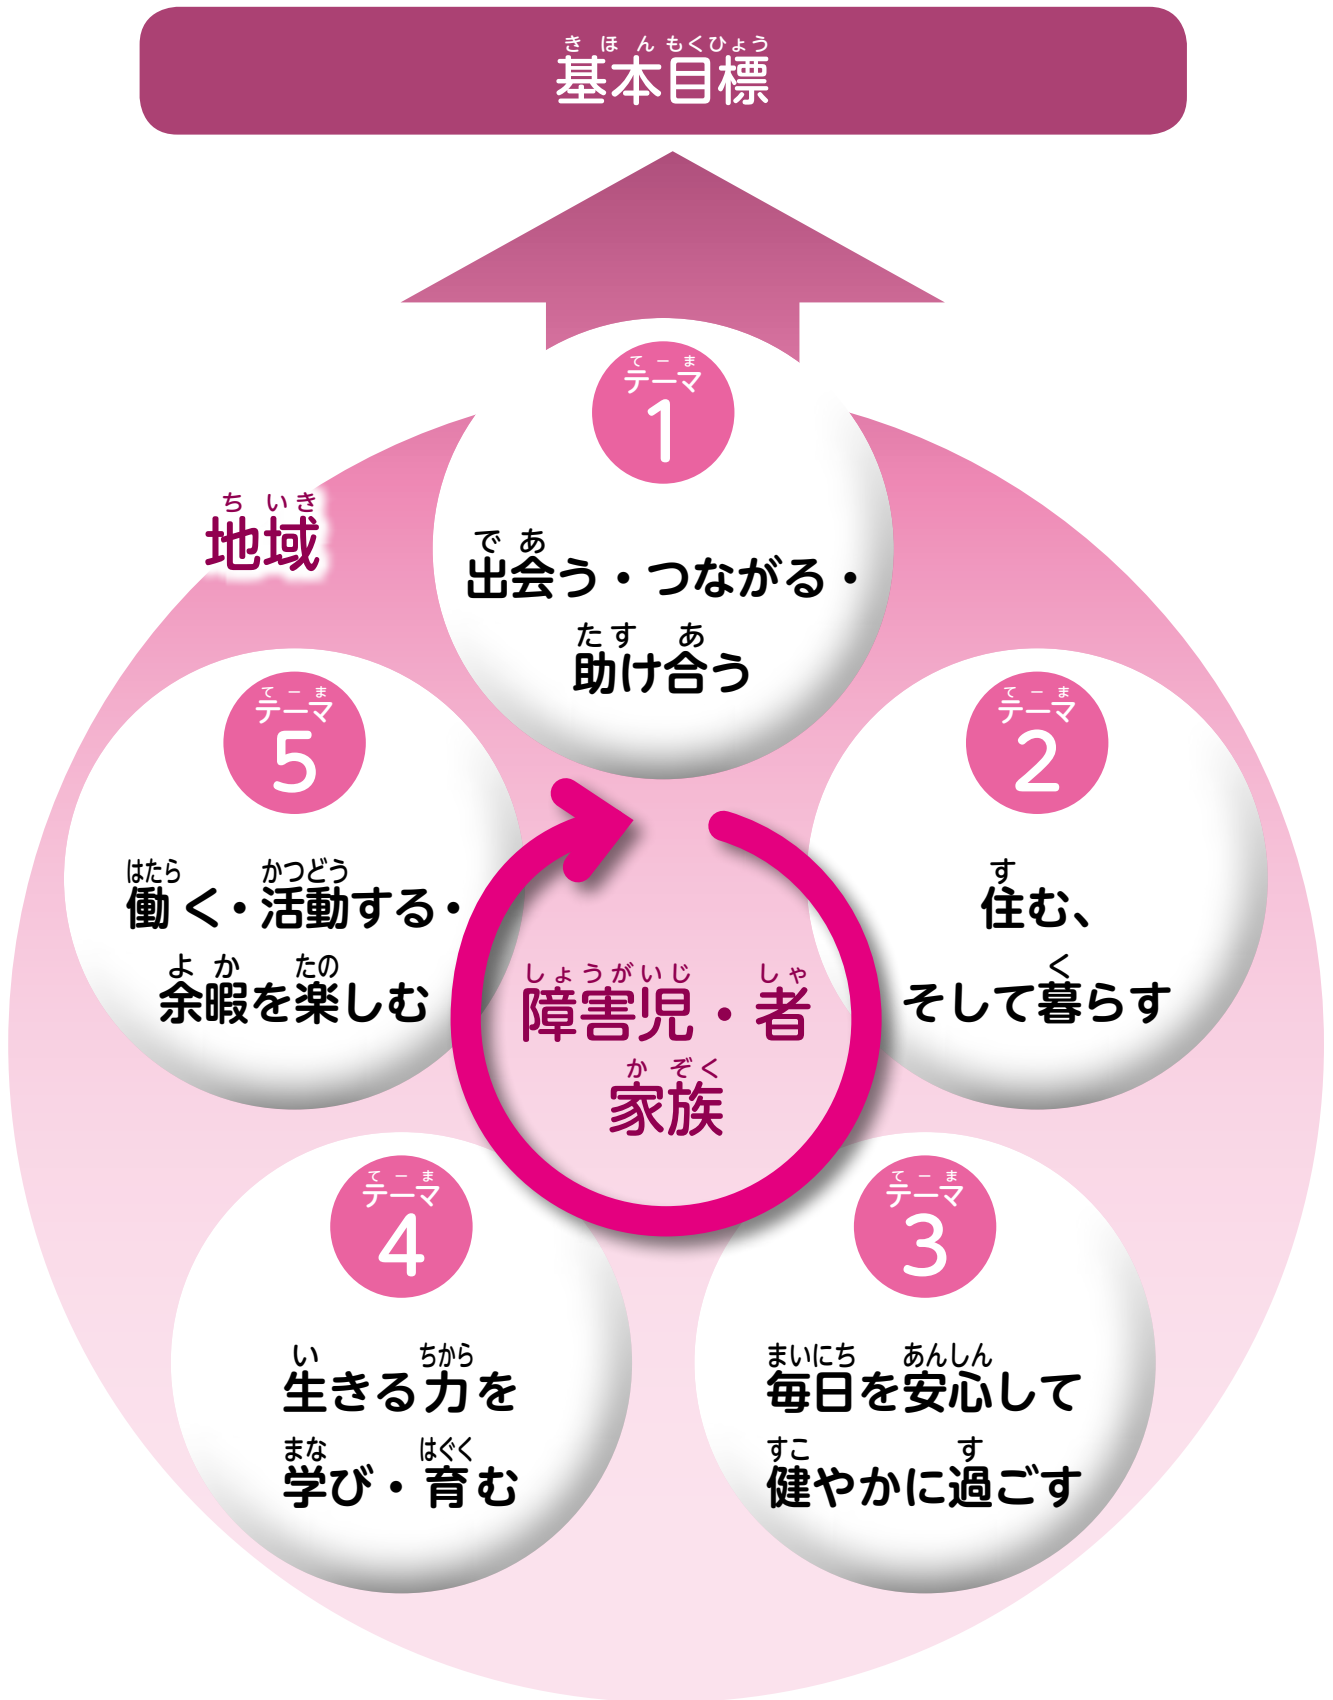 きほんもくひょう
基本目標
てーま
テーマ
1
であ
出会う・つながる・
たす あ
助け合う
ちいき
地域
てーま
テーマ
2
す
住む、
く
そして暮らす
てーま
テーマ
3
まいにち あんしん
毎日を安心して
すこ す
健やかに過ごす
てーま
テーマ
4
い ちから
生きる力を
まな はぐく
学び・育む
てーま
テーマ
5
はたら かつどう
働く・活動する・
よか たの
余暇を楽しむ
しょうがいじ しゃ
障害児・者
かぞく
家族